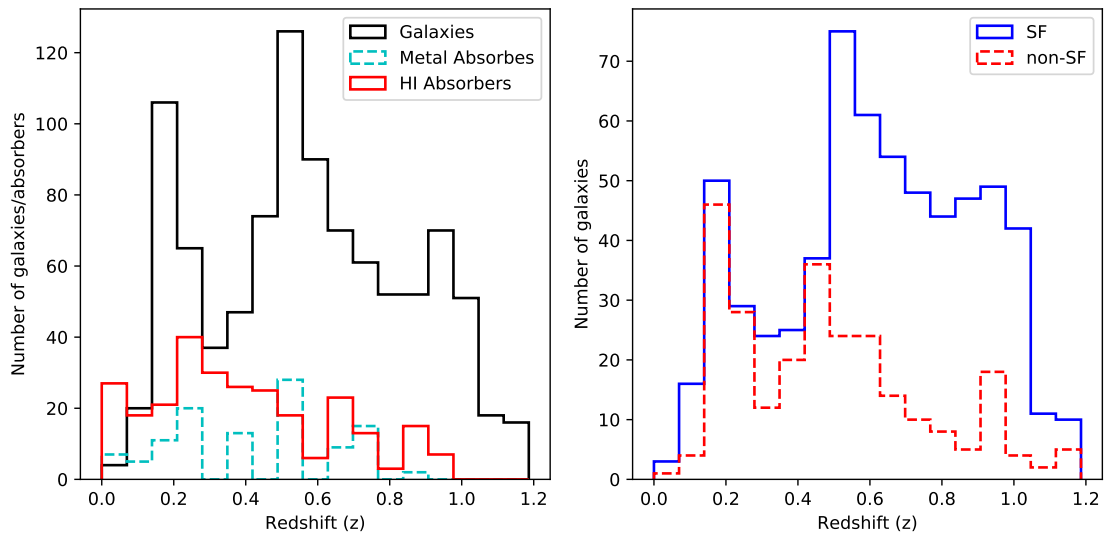 Number of galaxies/absorbers
120
100
80
60
40
20
0
Galaxies
Metal Absorbes
HI Absorbers
0.0 0.2 0.4 0.6 0.8 1.0 1.2
Redshift (z)
Number of galaxies
70
60
50
40
30
20
10
0
SF
non-SF
0.0 0.2 0.4 0.6 0.8 1.0 1.2
Redshift (z)